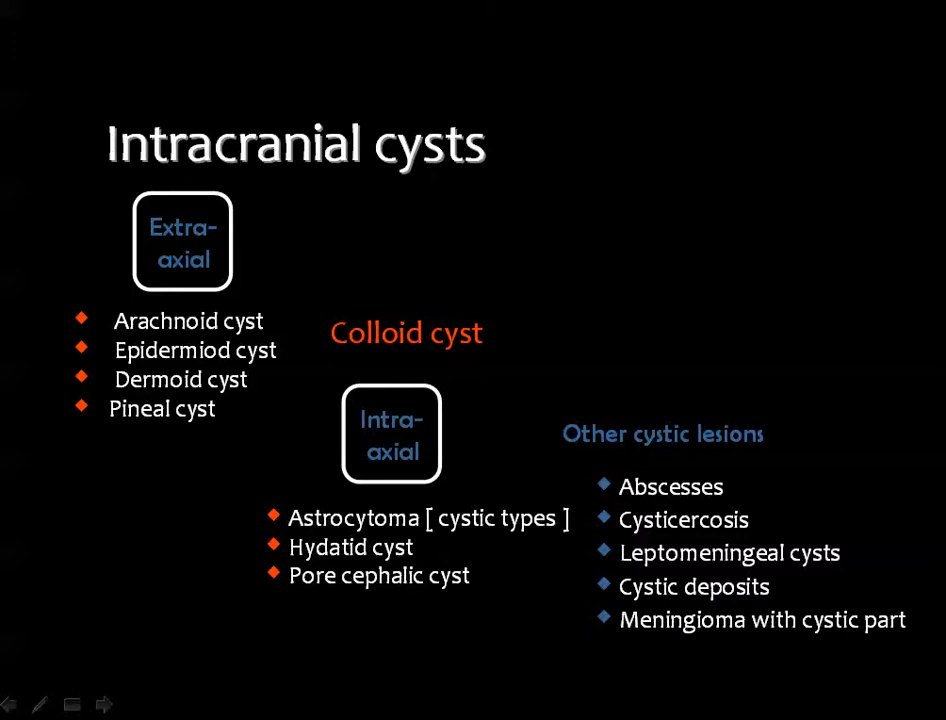 Intracranial cysts
Extra-
axial
Arachnoid cyst
Epidermiod cyst
Dermoid cyst
Pineal cyst
Colloid cyst
Intra-
axial
Astrocytoma [ cystic types ]
Hydatid cyst
Pore cephalic cyst
Other cystic lesions
Abscesses
Cysticercosis
Leptomeningeal cysts
Cystic deposits
Meningioma with cystic part